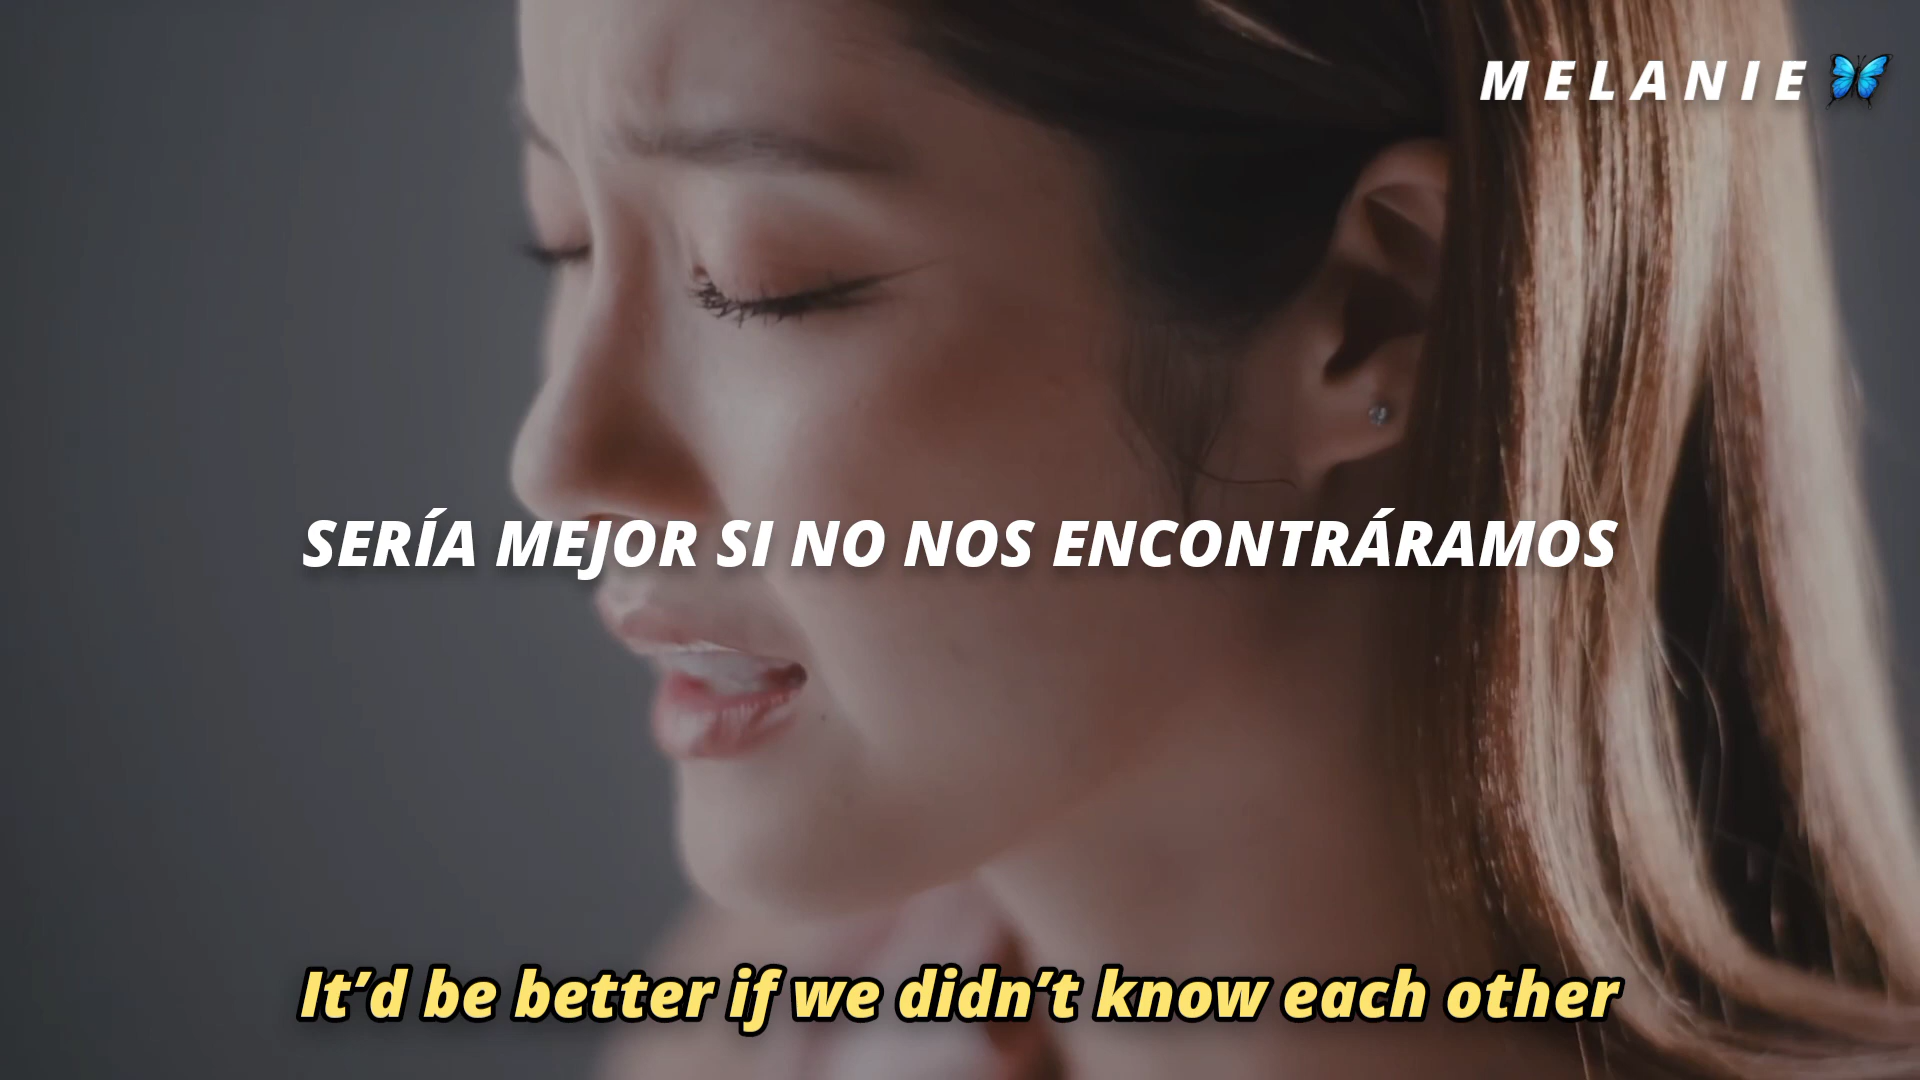 MELANIE
SERÍA MEJOR SI NO NOS ENCONTRÁRAMOS
It’d be better if we didn’t know each other